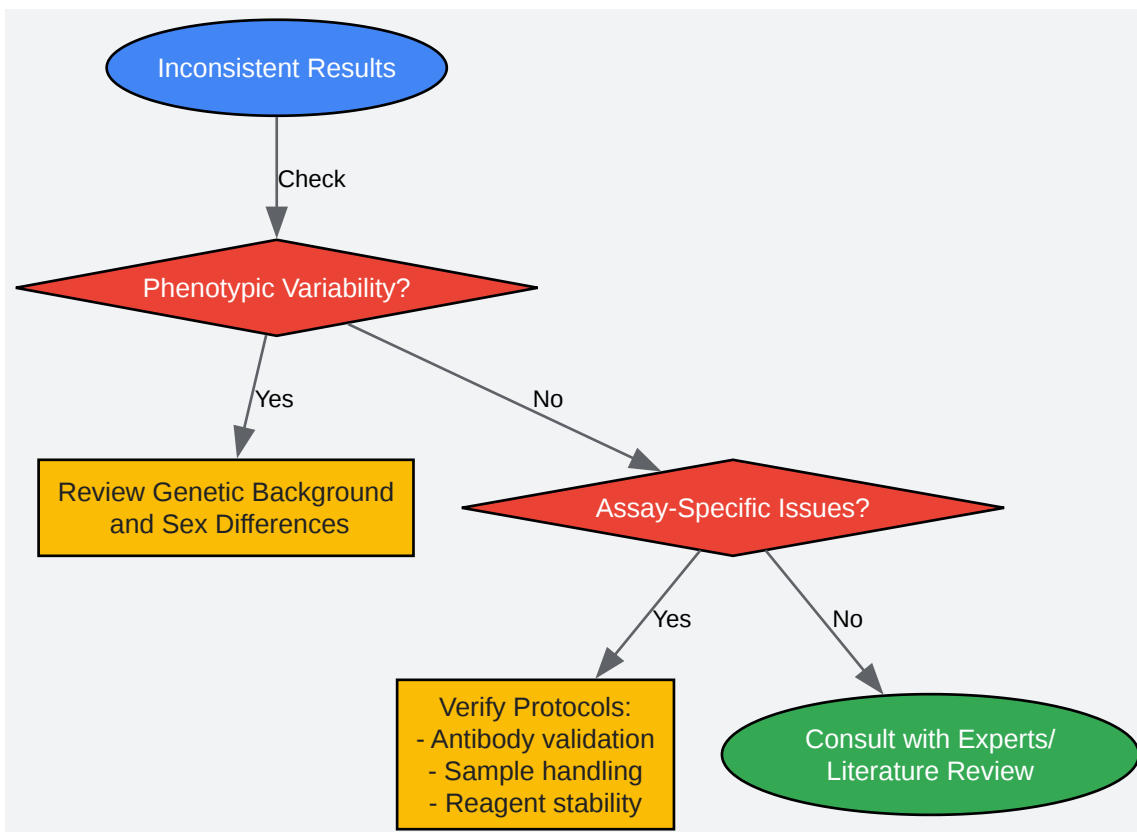 Inconsistent Results
Check
Phenotypic Variability?
Yes
No
Review Genetic Background
and Sex Differences
Assay-Specific Issues?
Yes
No
Verify Protocols:
- Antibody validation
- Sample handling
- Reagent stability
Consult with Experts/
Literature Review